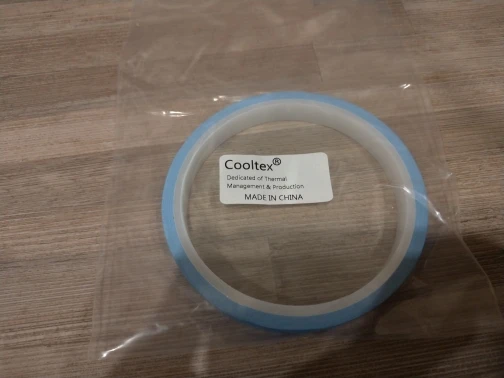 Cooltex®
Dedicated of Thermal
Management & Production
MADE IN CHINA